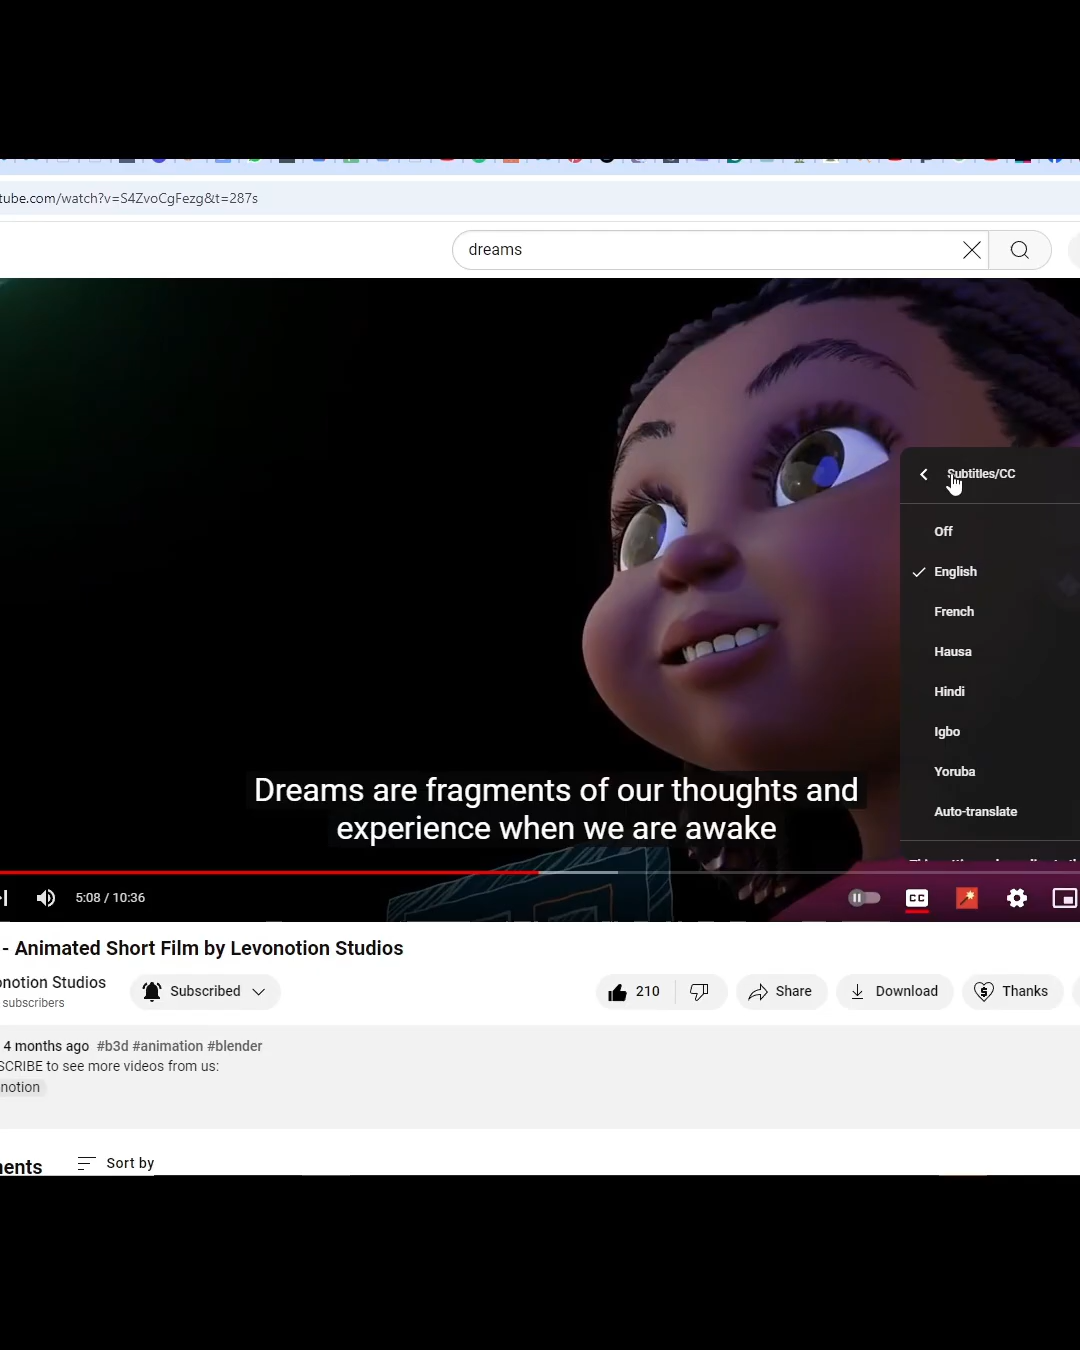 tube.com/watch?v=S4ZvoCgFezg&t=287s
dreams
Subtitles/CC
Off
English
French
Hausa
Hindi
Igbo
Yoruba
Auto-translate
Dreams are fragments of our thoughts and
experience when we are awake
5:08 / 10:36
CC
- Animated Short Film by Levonotion Studios
onotion Studios
subscribers
Subscribed
210
Share
Download
Thanks
4 months ago #b3d #animation #blender
SCRIBE to see more videos from us:
notion
ents
Sort by